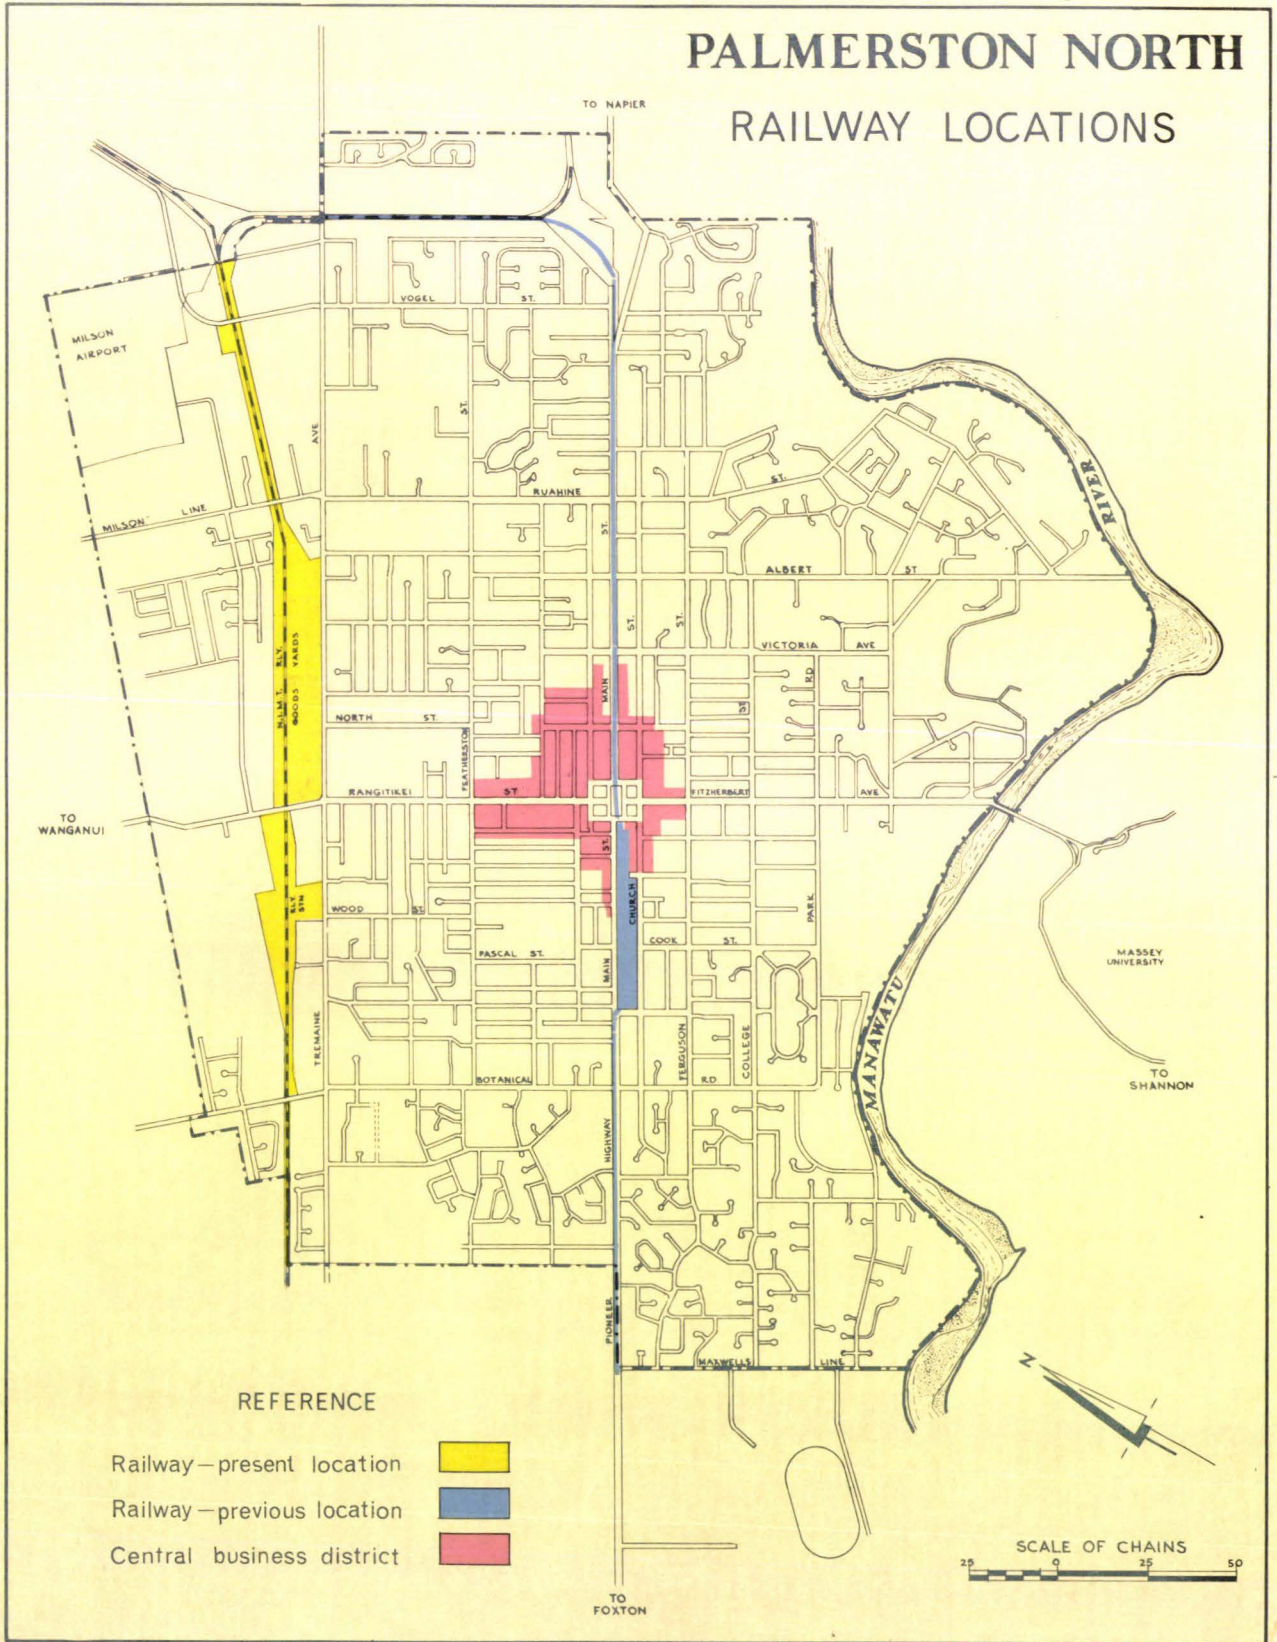 PALMERSTON NORTH
RAILWAY LOCATIONS
TO NAPIER
VOGEL ST.
MILSON
AIRPORT
AVE
ST.
RUAHINE
ST.
MILSON LINE
ST.
RIVER
ALBERT ST
ST.
ST.
VICTORIA AVE
N.I.M.T. RLY.
GOODS YARDS
MAIN
RD
ST
NORTH ST.
FEATHERSTON
RANGITIKEI ST
FITZHERBERT AVE
TO
WANGANUI
ST.
RLY.
STN
WOOD ST.
CHURCH
PARK
COOK ST.
PASCAL ST.
MAIN
MASSEY
UNIVERSITY
MANAWATU
TREMAINE
FERGUSON
COLLEGE
BOTANICAL RD
TO
SHANNON
HIGHWAY
PIONEER
MAXWELLS LINE
N
REFERENCE
Railway—present location
Railway—previous location
Central business district
SCALE OF CHAINS
25 0 25 50
TO
FOXTON